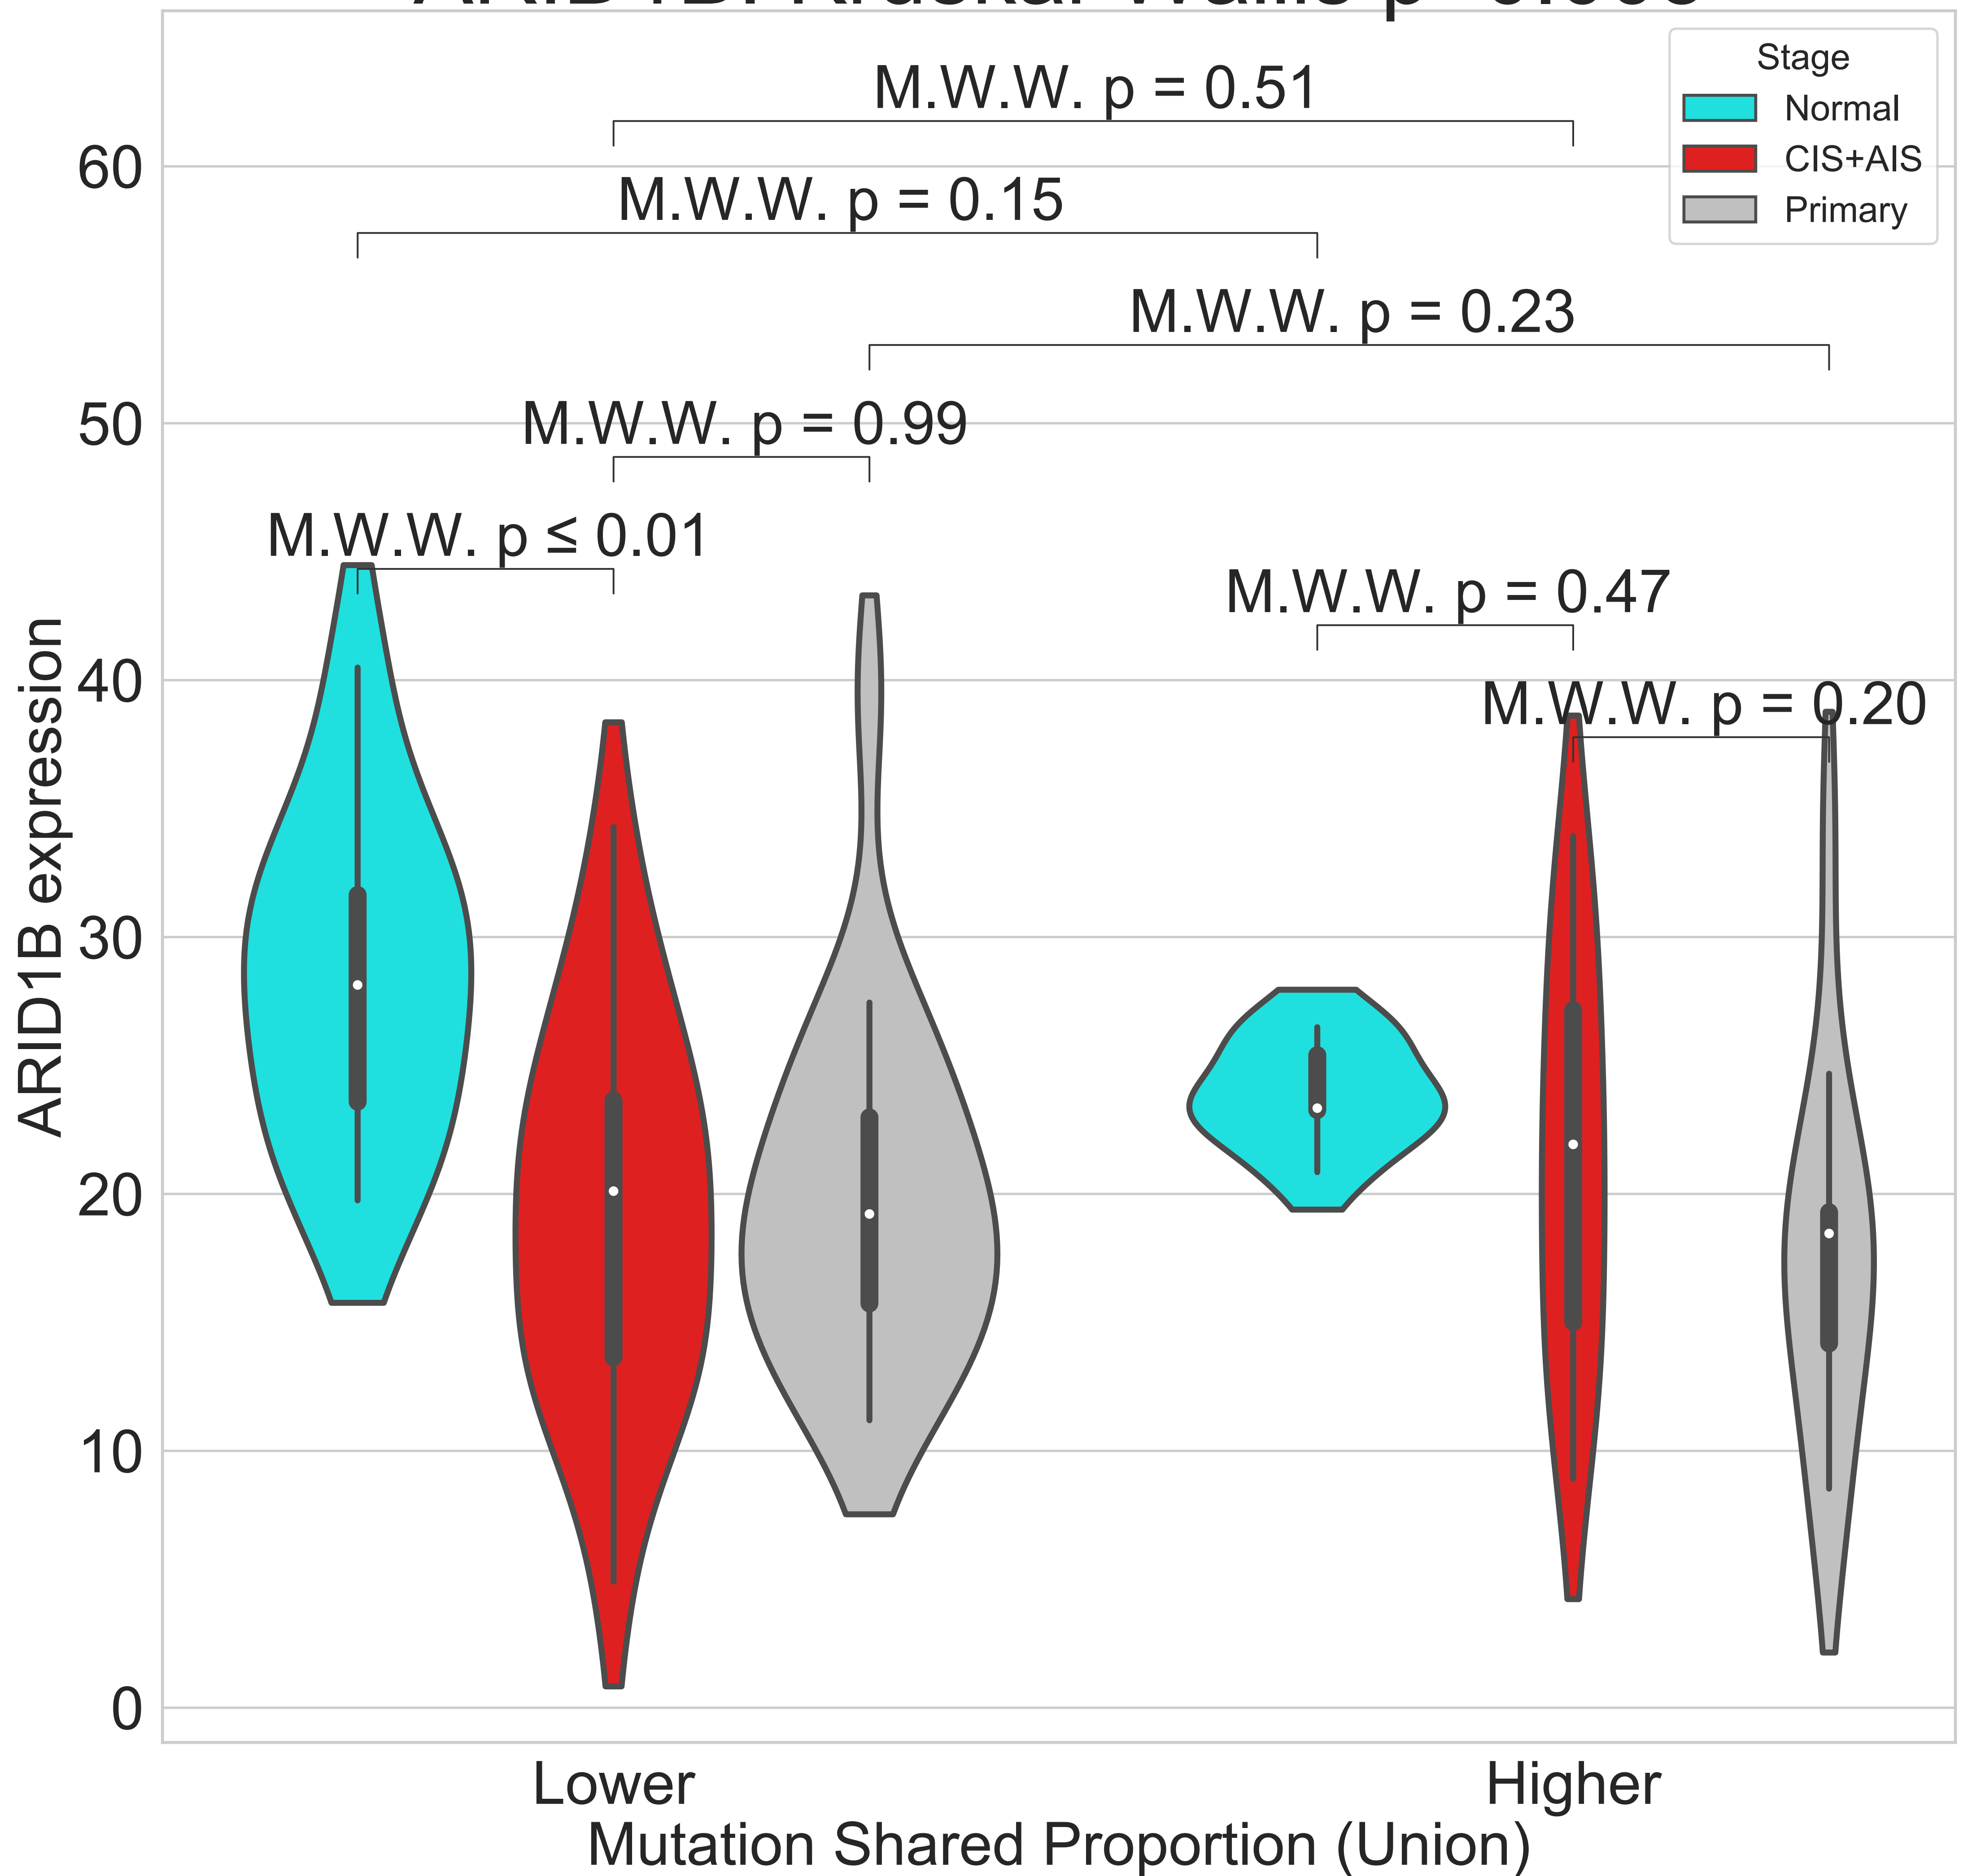 M.W.W. p = 0.51
Stage
Normal
CIS+AIS
Primary
60
M.W.W. p = 0.15
M.W.W. p = 0.23
50
M.W.W. p = 0.99
M.W.W. p ≤ 0.01
M.W.W. p = 0.47
40
M.W.W. p = 0.20
ARID1B expression
30
20
10
0
Lower
Higher
Mutation Shared Proportion (Union)